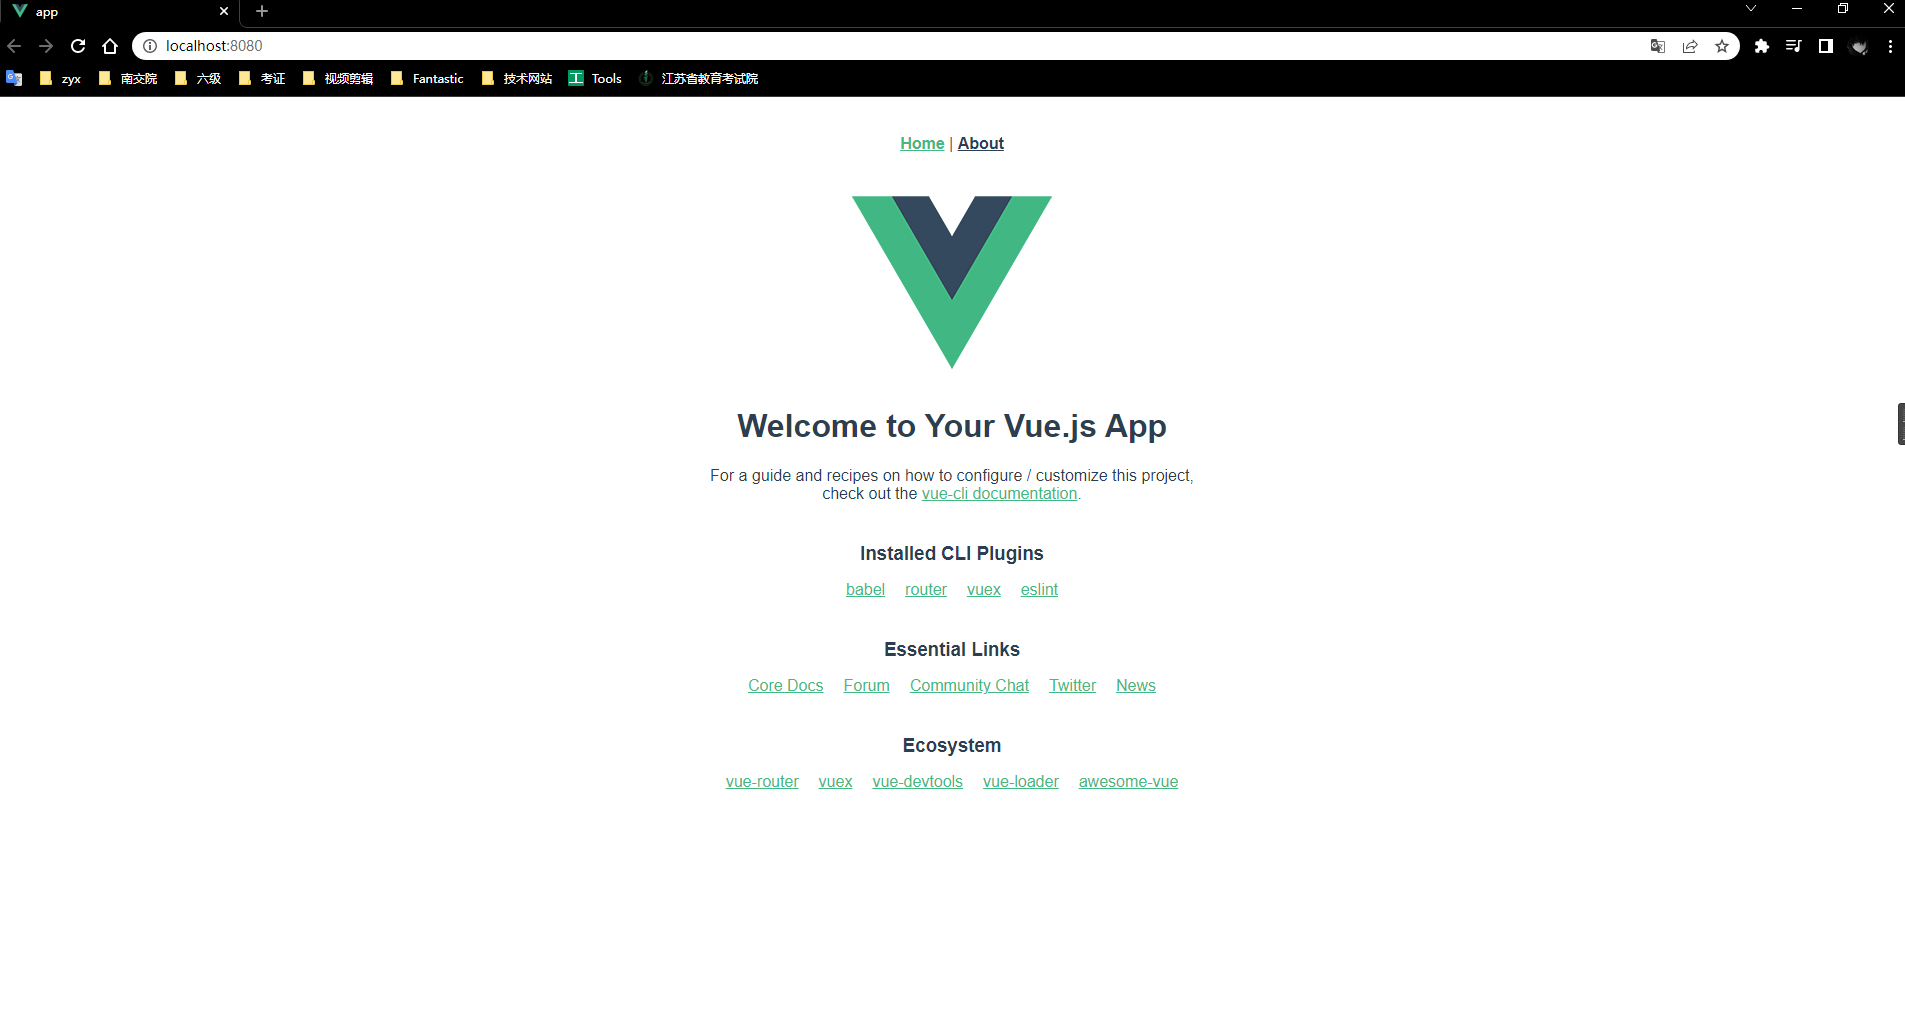 app
localhost:8080
zyx 南交院 六级 考证 视频剪辑 Fantastic 技术网站 工 Tools 江苏省教育考试院
Home | About
Welcome to Your Vue.js App
For a guide and recipes on how to configure / customize this project,
check out the vue-cli documentation.
Installed CLI Plugins
babel router vuex eslint
Essential Links
Core Docs Forum Community Chat Twitter News
Ecosystem
vue-router vuex vue-devtools vue-loader awesome-vue